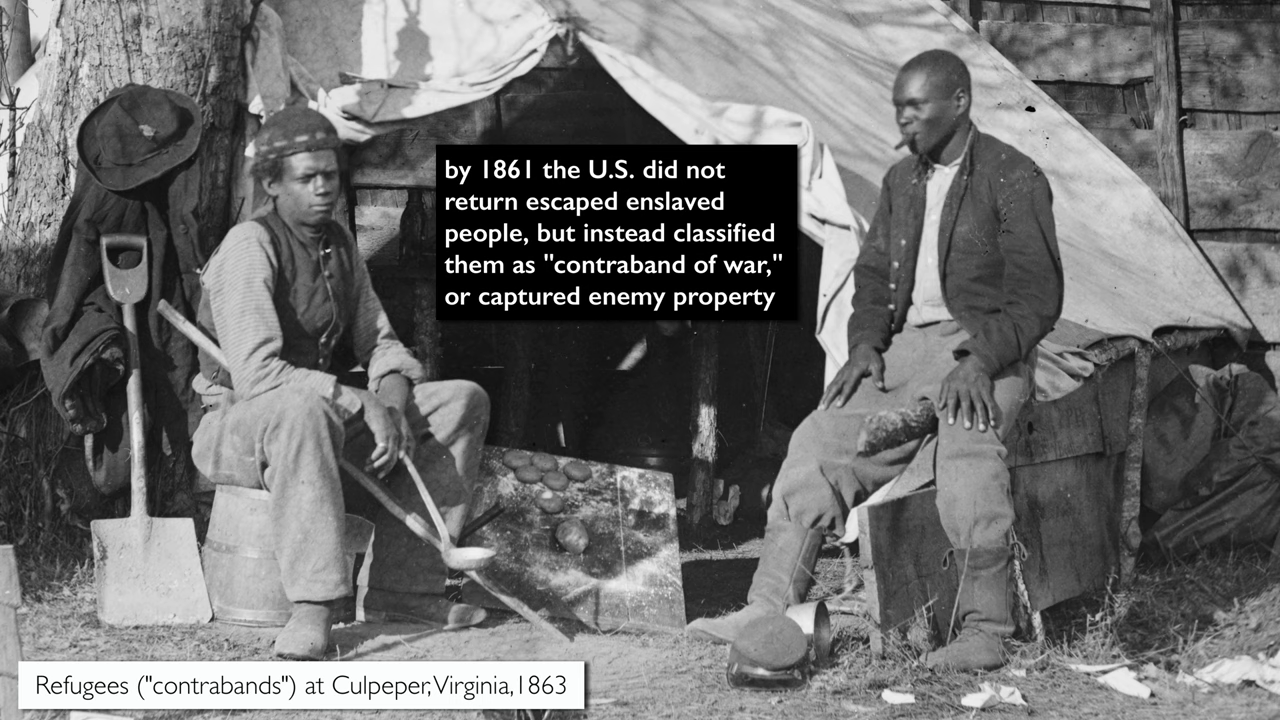 by 1861 the U.S. did not
return escaped enslaved
people, but instead classified
them as "contraband of war,"
or captured enemy property
Refugees ("contrabands") at Culpeper, Virginia, 1863